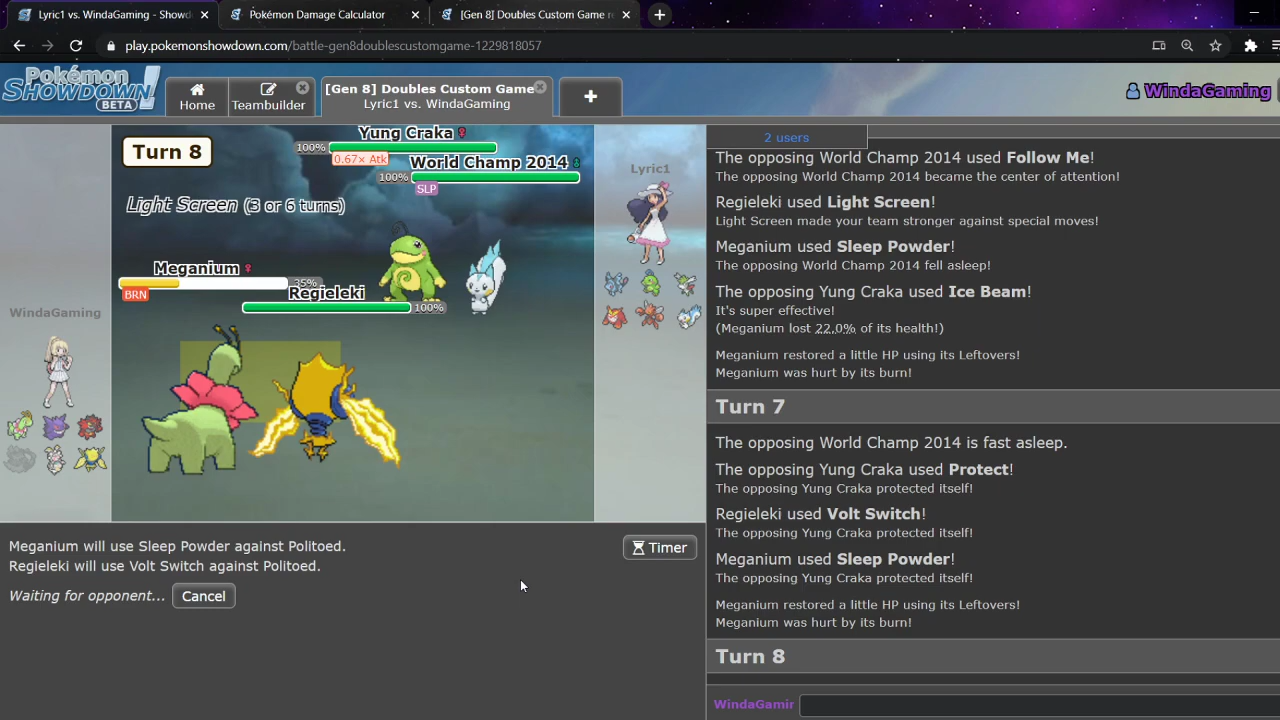 Lyric1 vs. WindaGaming - Showd
Pokémon Damage Calculator
[Gen 8] Doubles Custom Game re
play.pokemonshowdown.com/battle-gen8doublescustomgame-1229818057
Pokémon
SHOWDOWN!
BETA
Home
Teambuilder
[Gen 8] Doubles Custom Game
Lyric1 vs. WindaGaming
WindaGaming
Turn 8
Yung Craka
100%
0.67× Atk
World Champ 2014
100%
SLP
Light Screen (3 or 6 turns)
Meganium
35%
BRN
Regieleki
100%
WindaGaming
Lyric1
Meganium will use Sleep Powder against Politoed.
Regieleki will use Volt Switch against Politoed.
Waiting for opponent...
Cancel
Timer
2 users
The opposing World Champ 2014 used Follow Me!
The opposing World Champ 2014 became the center of attention!
Regieleki used Light Screen!
Light Screen made your team stronger against special moves!
Meganium used Sleep Powder!
The opposing World Champ 2014 fell asleep!
The opposing Yung Craka used Ice Beam!
It's super effective!
(Meganium lost 22.0% of its health!)
Meganium restored a little HP using its Leftovers!
Meganium was hurt by its burn!
Turn 7
The opposing World Champ 2014 is fast asleep.
The opposing Yung Craka used Protect!
The opposing Yung Craka protected itself!
Regieleki used Volt Switch!
The opposing Yung Craka protected itself!
Meganium used Sleep Powder!
The opposing Yung Craka protected itself!
Meganium restored a little HP using its Leftovers!
Meganium was hurt by its burn!
Turn 8
WindaGamir